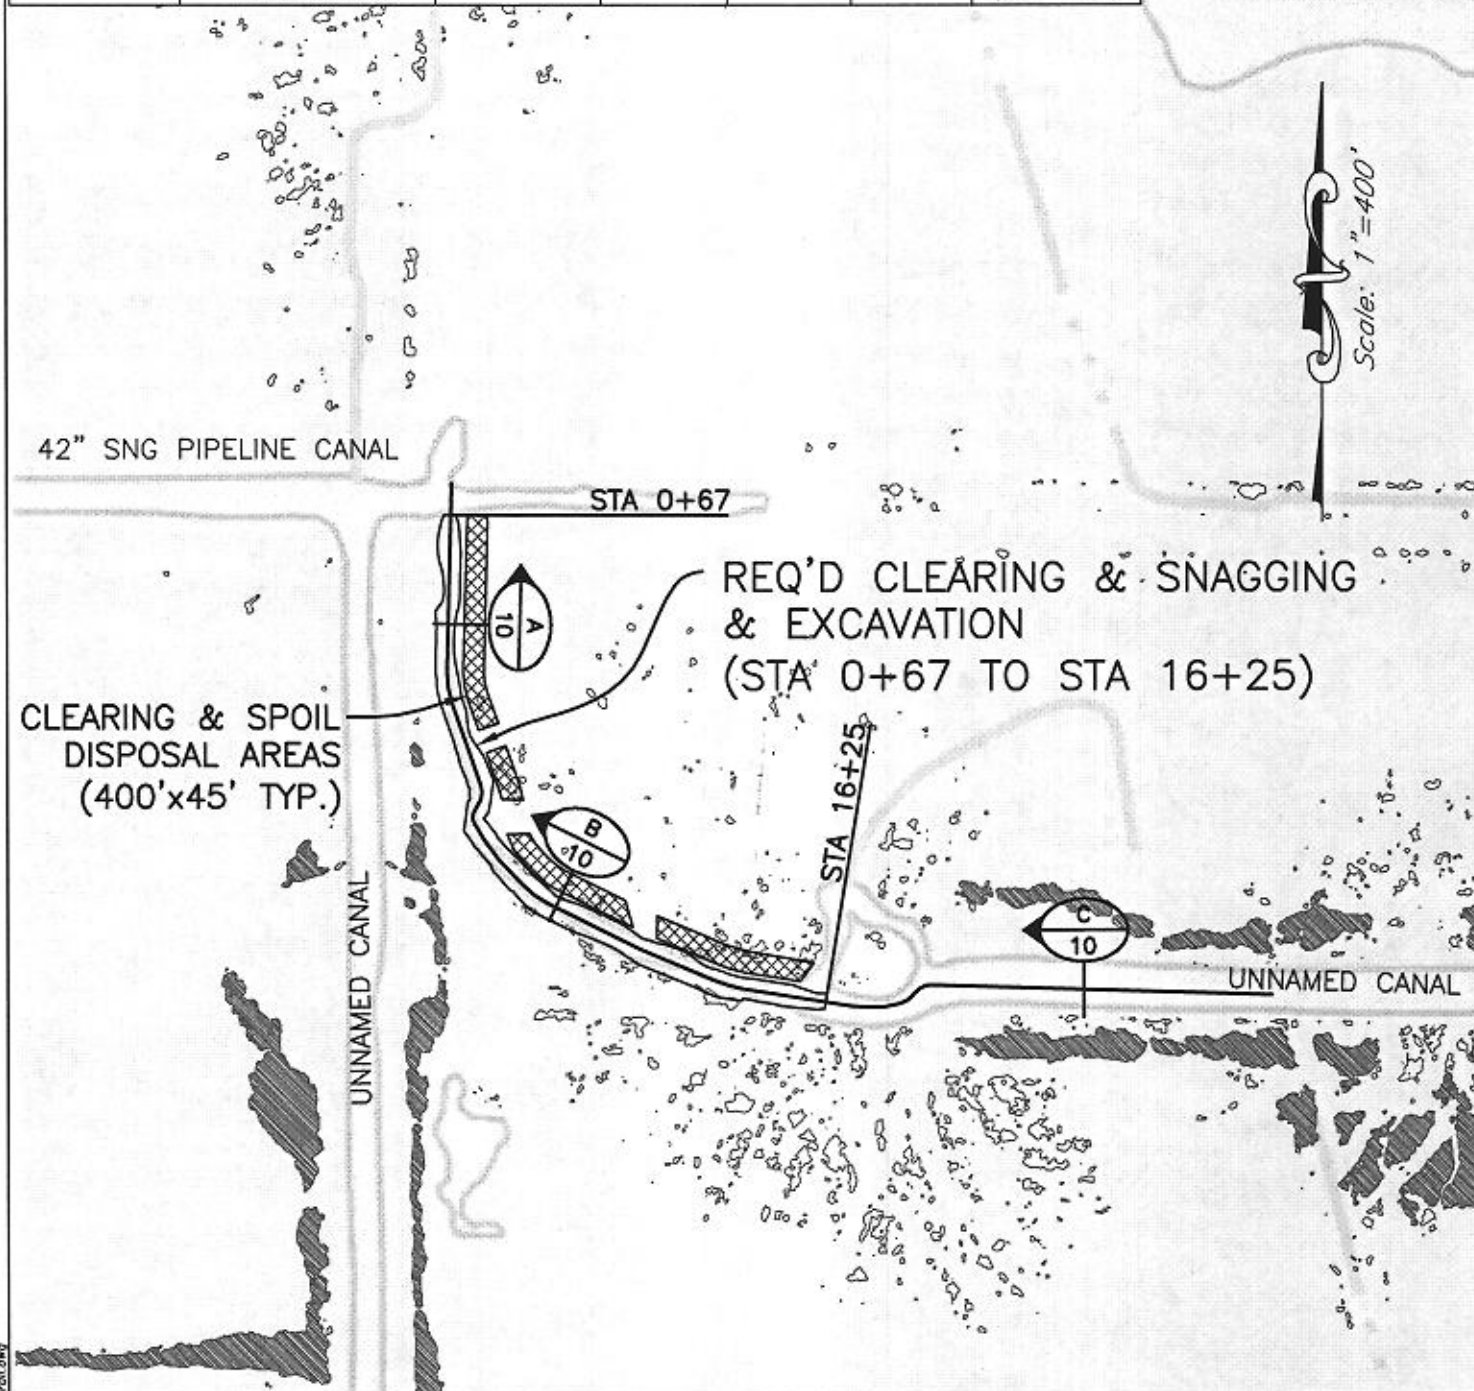 Scale: 1"=400'
42" SNG PIPELINE CANAL
STA 0+67
REQ'D CLEARING & SNAGGING
& EXCAVATION
(STA 0+67 TO STA 16+25)
A
10
CLEARING & SPOIL
DISPOSAL AREAS
(400'x45' TYP.)
STA 16+25
B
10
UNNAMED CANAL
C
10
UNNAMED CANAL